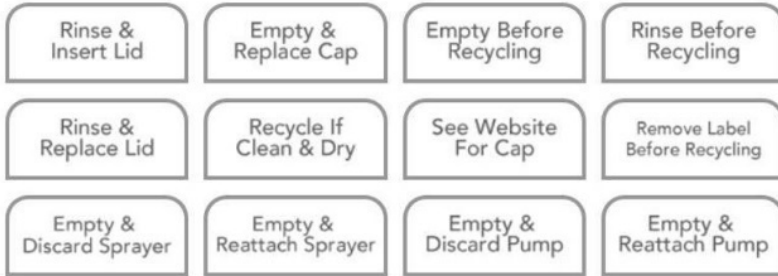 Rinse &
Insert Lid
Empty &
Replace Cap
Empty Before
Recycling
Rinse Before
Recycling
Rinse &
Replace Lid
Recycle If
Clean & Dry
See Website
For Cap
Remove Label
Before Recycling
Empty &
Discard Sprayer
Empty &
Reattach Sprayer
Empty &
Discard Pump
Empty &
Reattach Pump